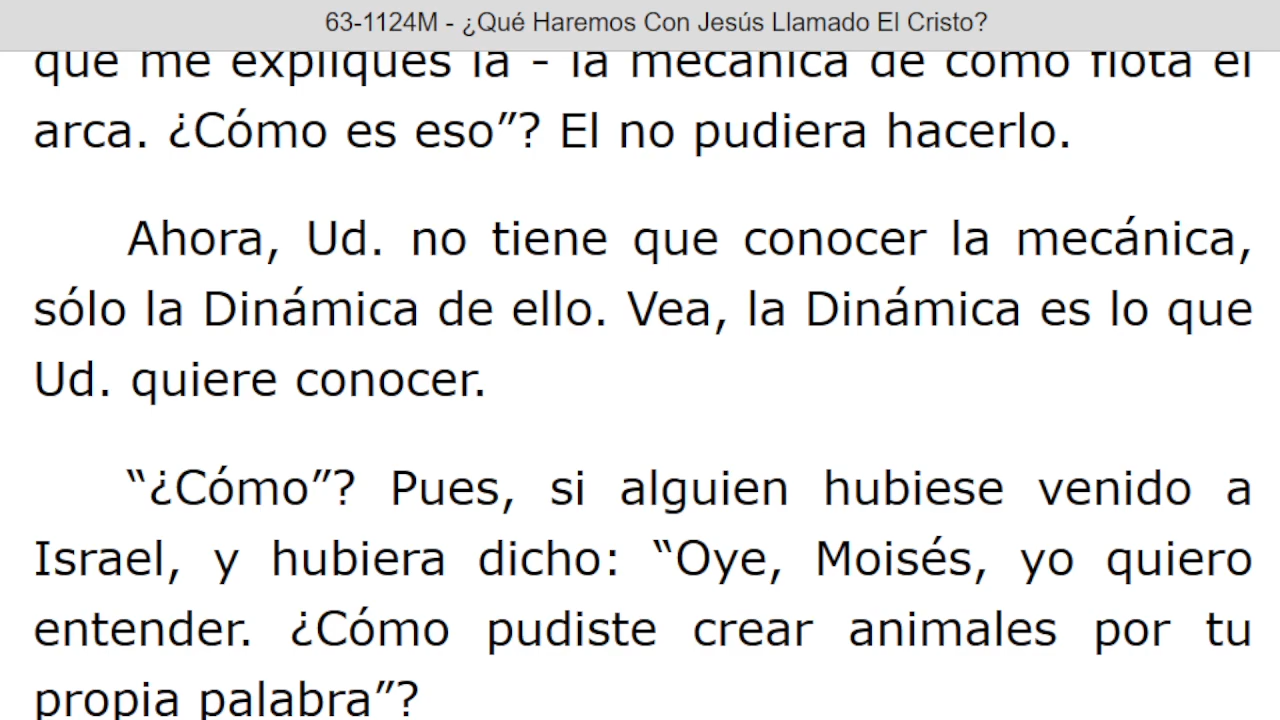 63-1124M - ¿Qué Haremos Con Jesús Llamado El Cristo?
que me expliques la - la mecánica de cómo flota el
arca. ¿Cómo es eso”? El no pudiera hacerlo.
Ahora, Ud. no tiene que conocer la mecánica,
sólo la Dinámica de ello. Vea, la Dinámica es lo que
Ud. quiere conocer.
“¿Cómo”? Pues, si alguien hubiese venido a
Israel, y hubiera dicho: “Oye, Moisés, yo quiero
entender. ¿Cómo pudiste crear animales por tu
propia palabra”?